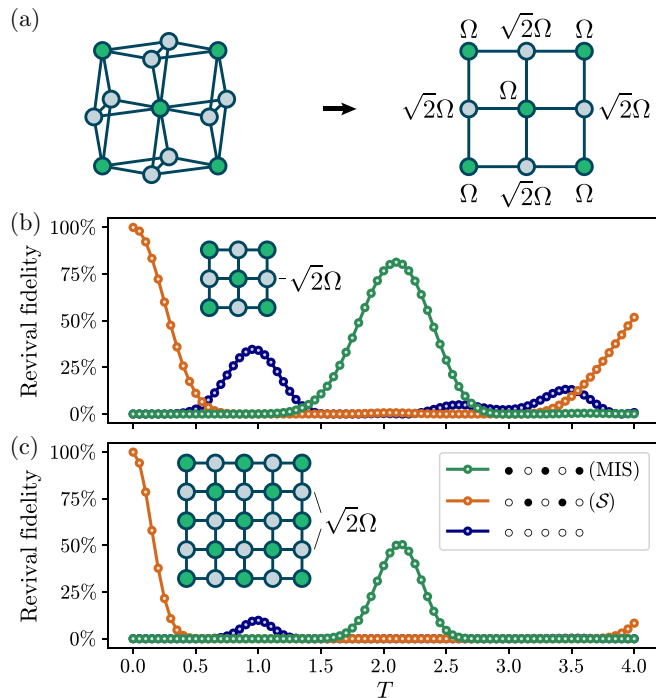 (a)
Ω √2Ω Ω
√2Ω Ω √2Ω
Ω √2Ω Ω
(b)
Revival fidelity
100%
75%
50%
25%
0%
√2Ω
(c)
Revival fidelity
100%
75%
50%
25%
0%
√2Ω
(MIS)
(𝒮)
0.0 0.5 1.0 1.5 2.0 2.5 3.0 3.5 4.0
T